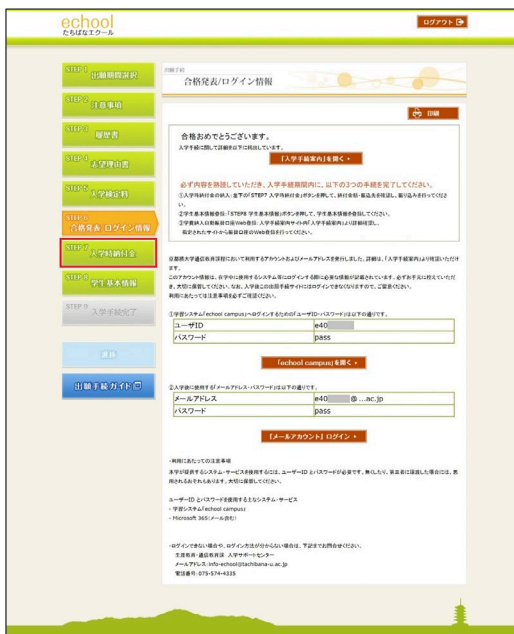 echool
たちばなエクール
ログアウト
STEP 1
出願期間選択
STEP 2
注意事項
STEP 3
履歴書
STEP 4
志望理由書
STEP 5
入学検定料
STEP 6
合格発表/ログイン情報
STEP 7
入学時納付金
STEP 8
学生基本情報
STEP 9
入学手続完了
出願手続ガイド
出願手続
合格発表/ログイン情報
印刷
合格おめでとうございます。
入学手続に関して詳細を以下に掲出しています。
「入学手続案内」を開く
必ず内容を熟読していただき、入学手続期間内に、以下の3つの手続を完了してください。
①入学時納付金の納入：左下の「STEP7 入学時納付金」ボタンを押して、納付金額・振込先を確認し、振り込みを行ってください。
②学生基本情報登録：「STEP8 学生基本情報」ボタンを押して、学生基本情報を登録してください。
③学費納入自動振替口座Web登録：入学手続案内サイト内「入学手続案内」より詳細確認し、
指定されたサイトから振替口座のWeb登録を行ってください。
京都橘大学通信教育課程において利用するアカウントおよびメールアドレスを発行しました。詳細は、「入学手続案内」より確認いただけます。
このアカウント情報は、在学中に使用するシステム等にログインする際に必要な情報が記載されています。必ずお手元に控えていただき、大切に保管してください。なお、入学後この出願手続サイトにはログインできなくなりますので、ご留意ください。
利用にあたっては注意事項を必ずご確認ください。
①学習システム「echool campus」へログインするための「ユーザID・パスワード」は以下の通りです。
ユーザID e40
パスワード pass
「echool campus」を開く
②入学後に使用する「メールアドレス・パスワード」は以下の通りです。
メールアドレス e40 @ ...ac.jp
パスワード pass
「メールアカウント」ログイン
・利用にあたっての注意事項
本学が提供するシステム・サービスを使用するには、ユーザーID とパスワードが必要です。無くしたり、第三者に譲渡した場合には、悪用されるおそれもあります。大切に保管してください。
ユーザーID とパスワードを使用する主なシステム・サービス
- 学習システム「echool campus」
- Microsoft 365(メール含む)
・ログインできない場合や、ログイン方法が分からない場合は、下記までお問合せください。
生涯教育・通信教育課 入学サポートセンター
メールアドレス:info-echool@tachibana-u.ac.jp
電話番号:075-574-4335